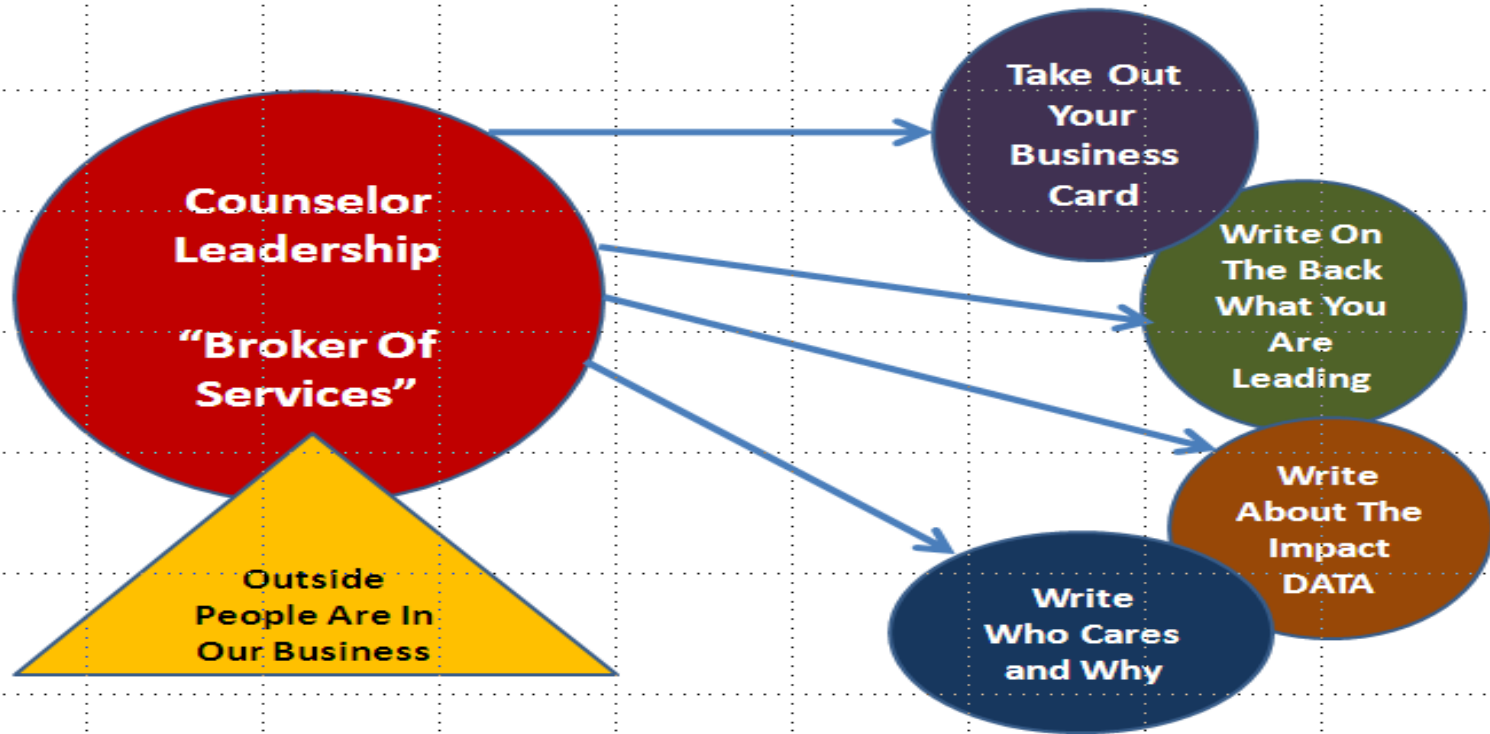 Counselor
Leadership
“Broker Of
Services”
Outside
People Are In
Our Business
Take Out
Your
Business
Card
Write On
The Back
What You
Are
Leading
Write
About The
Impact
DATA
Write
Who Cares
and Why